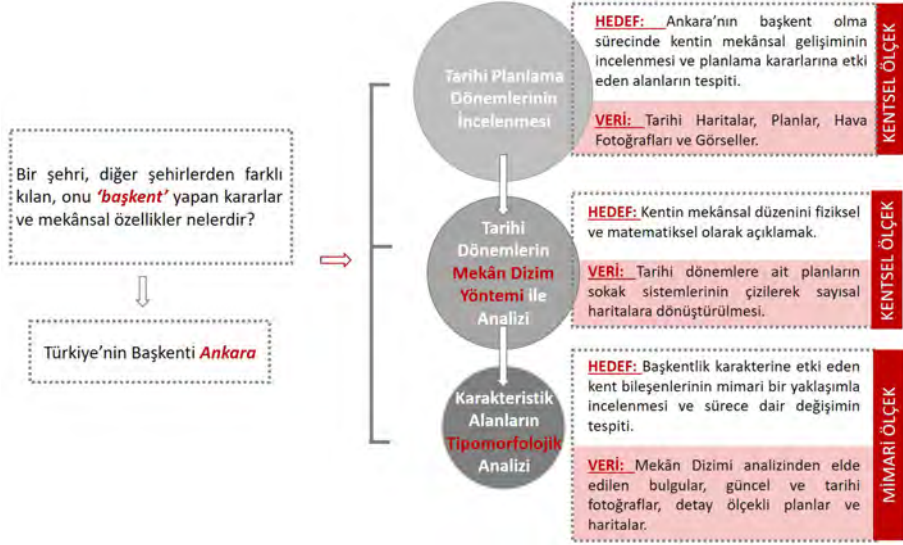 Bir şehri, diğer şehirlerden farklı
kılan, onu ‘başkent’ yapan kararlar
ve mekânsal özellikler nelerdir?
Türkiye’nin Başkenti Ankara
Tarihi Planlama
Dönemlerinin
İncelenmesi
HEDEF: Ankara’nın başkent olma
sürecinde kentin mekânsal gelişiminin
incelenmesi ve planlama kararlarına etki
eden alanların tespiti.
VERİ: Tarihi Haritalar, Planlar, Hava
Fotoğrafları ve Görseller.
KENTSEL ÖLÇEK
Tarihi
Dönemlerin
Mekân Dizim
Yöntemi ile
Analizi
HEDEF: Kentin mekânsal düzenini fiziksel
ve matematiksel olarak açıklamak.
VERİ: Tarihi dönemlere ait planların
sokak sistemlerinin çizilerek sayısal
haritalara dönüştürülmesi.
KENTSEL ÖLÇEK
Karakteristik
Alanların
Tipomorfolojik
Analizi
HEDEF: Başkentlik karakterine etki eden
kent bileşenlerinin mimari bir yaklaşımla
incelenmesi ve sürece dair değişimin
tespiti.
VERİ: Mekân Dizimi analizinden elde
edilen bulgular, güncel ve tarihi
fotoğraflar, detay ölçekli planlar ve
haritalar.
MİMARİ ÖLÇEK